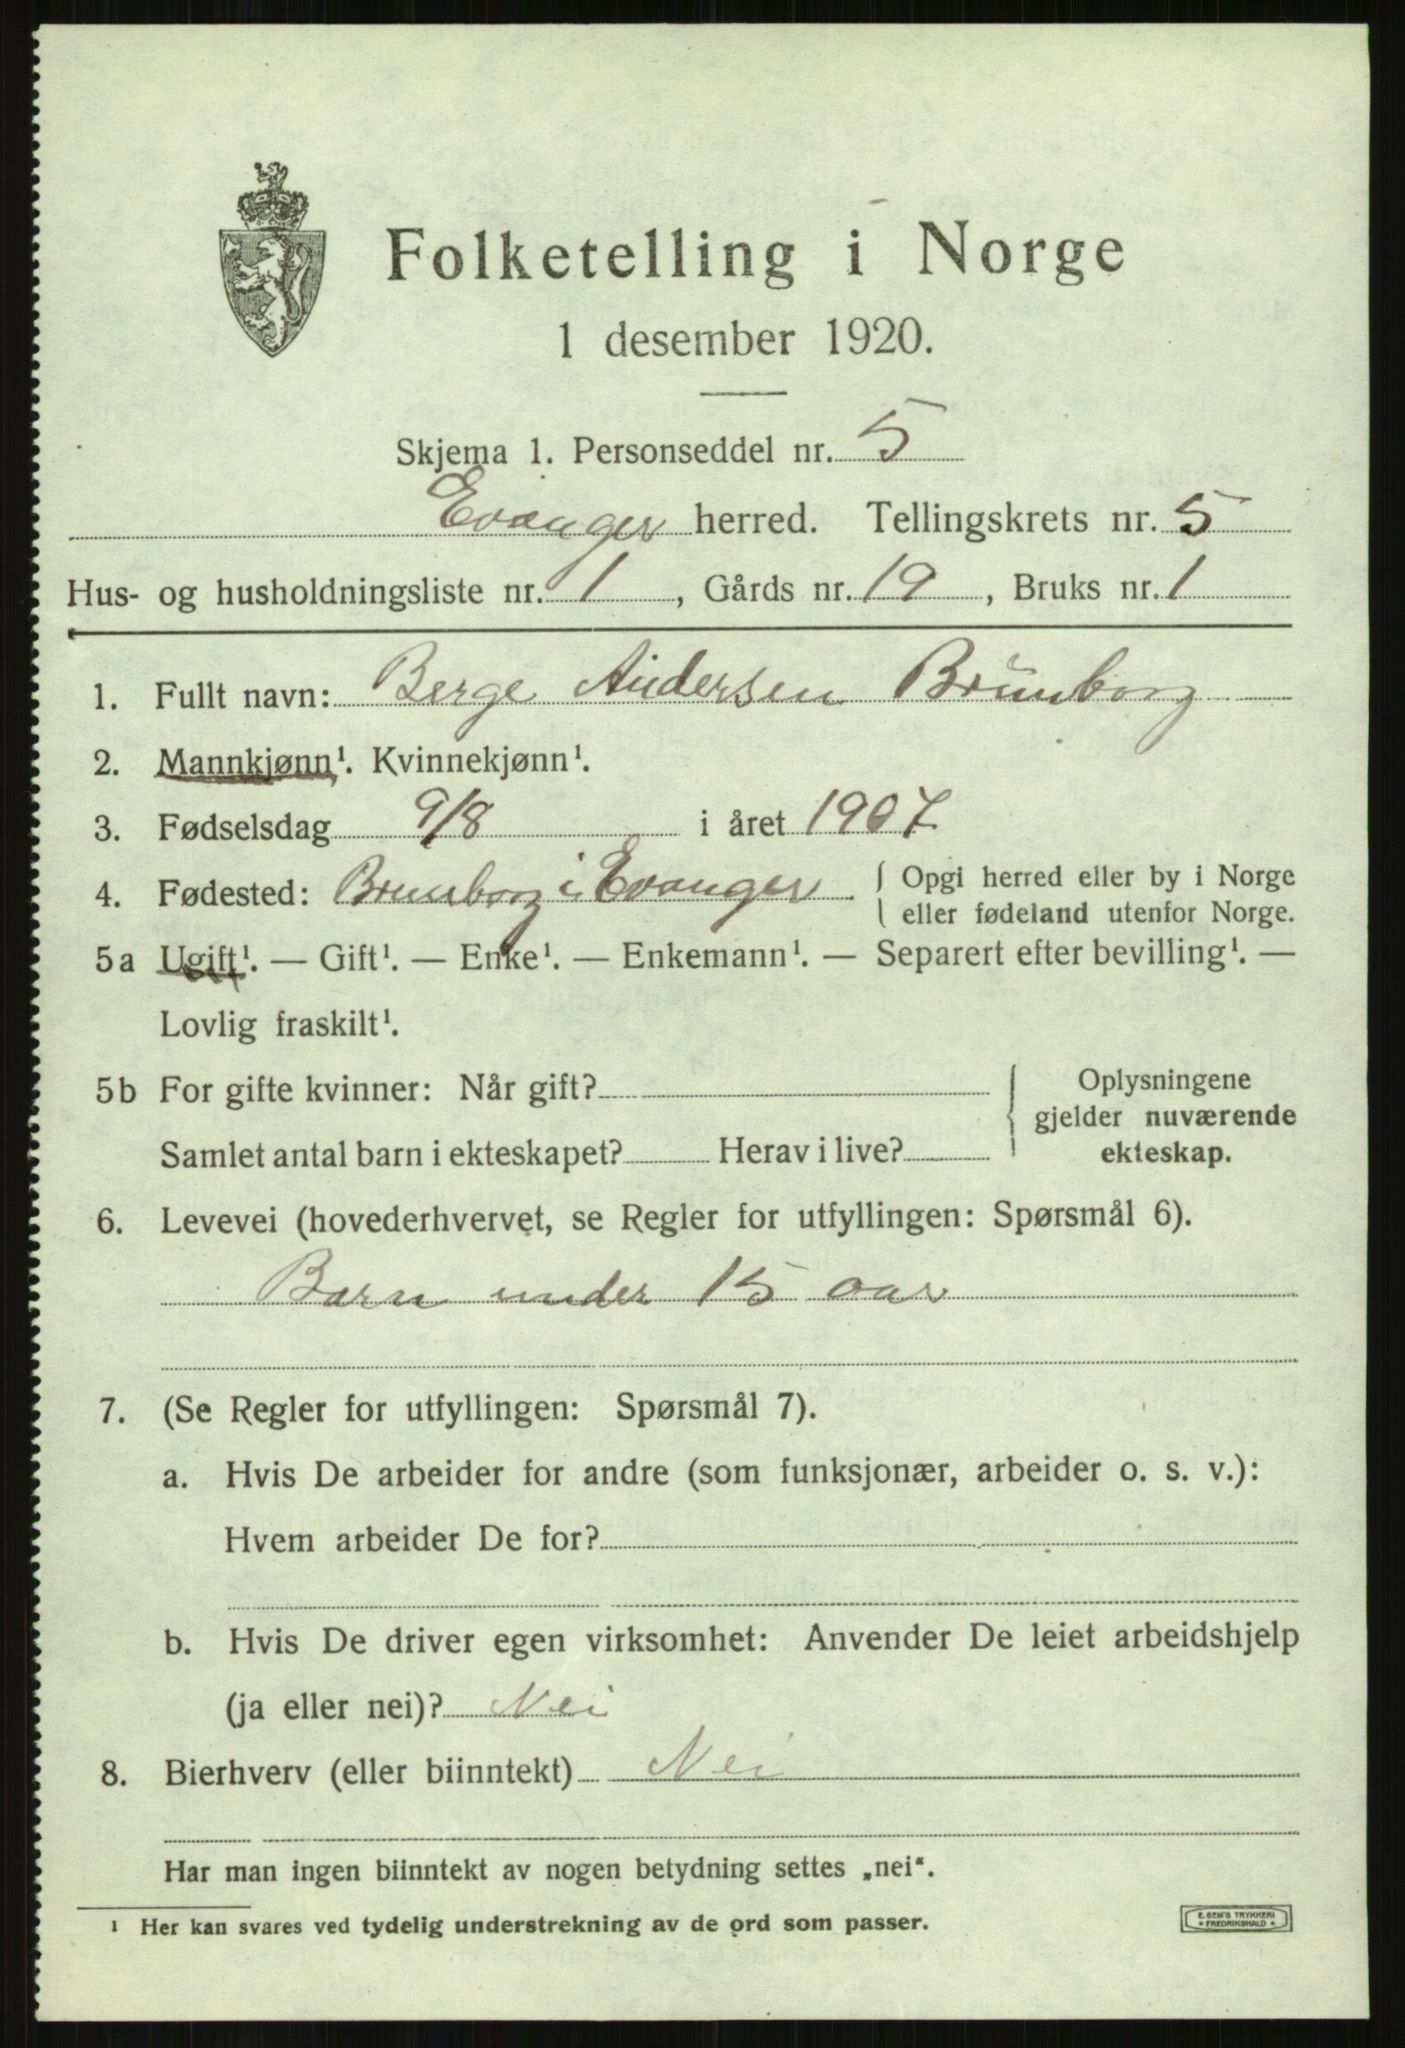 Folketelling i Norge
1 desember 1920.
Skjema 1. Personseddel nr. 5
Evanger herred. Tellingskrets nr. 5
Hus- og husholdningsliste nr. 1, Gårds nr. 19, Bruks nr. 1
1. Fullt navn: Berge Andersen Brunborg
2. Mannkjønn¹. Kvinnekjønn¹.
3. Fødselsdag 9/8 i året 1907
4. Fødested: Brunborg i Evanger { Opgi herred eller by i Norge
eller fødeland utenfor Norge.
5a Ugift¹. — Gift¹. — Enke¹. — Enkemann¹. — Separert efter bevilling¹. —
Lovlig fraskilt¹.
5b For gifte kvinner: Når gift?
Samlet antal barn i ekteskapet? Herav i live?
Oplysningene
gjelder nuværende
ekteskap.
6. Levevei (hovederhvervet, se Regler for utfyllingen: Spørsmål 6).
Barn under 15 aar
7. (Se Regler for utfyllingen: Spørsmål 7).
a. Hvis De arbeider for andre (som funksjonær, arbeider o. s. v.):
Hvem arbeider De for?
b. Hvis De driver egen virksomhet: Anvender De leiet arbeidshjelp
(ja eller nei)? Nei
8. Bierhverv (eller biinntekt) Nei
Har man ingen biinntekt av nogen betydning settes „nei“.
¹ Her kan svares ved tydelig understrekning av de ord som passer.
E. SEM'S TRYKKERI
• FREDRIKSHALD •